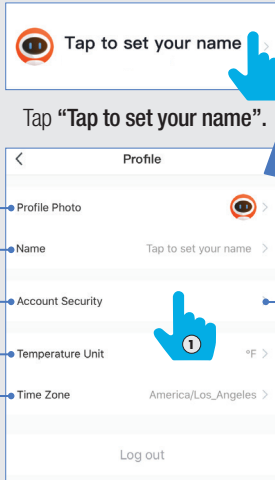 Tap to set your name
Tap “Tap to set your name”.
Profile
Profile Photo
Name Tap to set your name
Account Security
1
Temperature Unit °F
Time Zone America/Los_Angeles
Log out